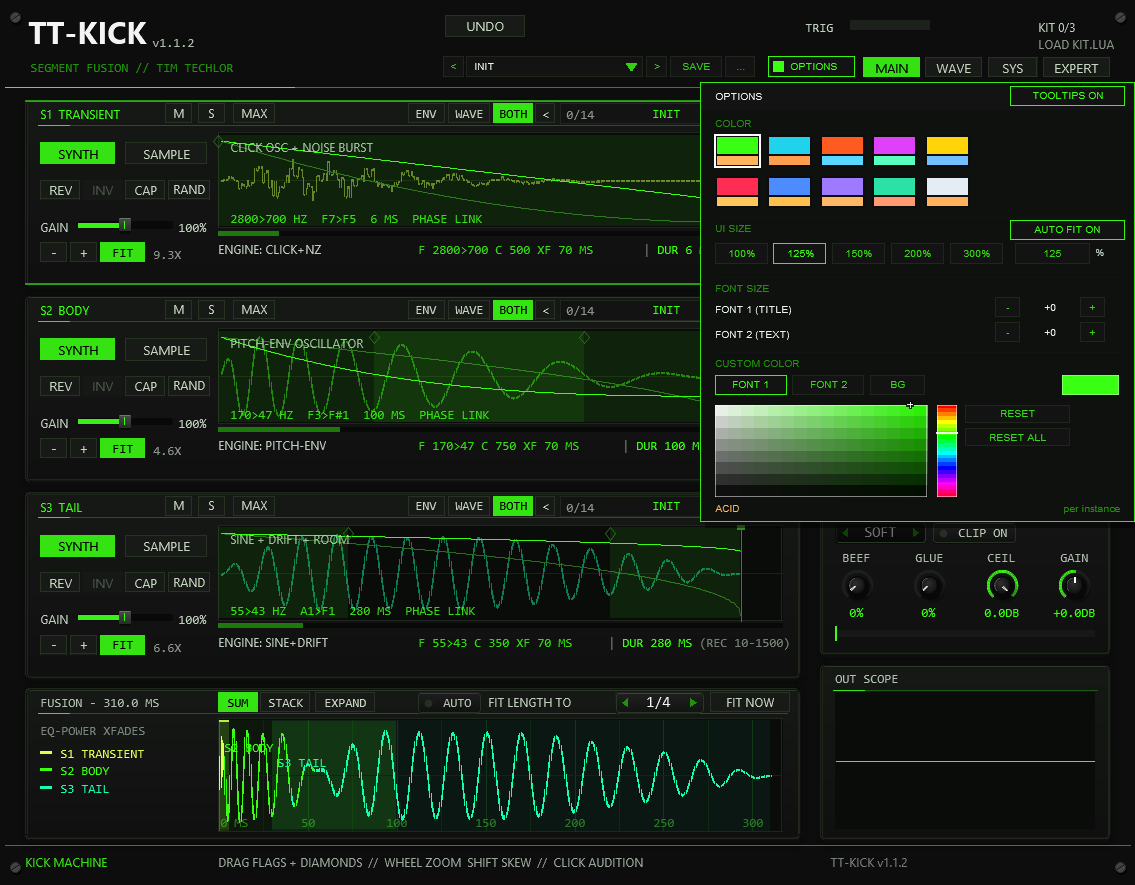 TT-KICK v1.1.2
SEGMENT FUSION // TIM TECHLOR
UNDO
TRIG
KIT 0/3
LOAD KIT.LUA
< INIT > SAVE ... OPTIONS MAIN WAVE SYS EXPERT
S1 TRANSIENT M S MAX ENV WAVE BOTH < 0/14 INIT
SYNTH SAMPLE
REV INV CAP RAND
GAIN 100%
- + FIT 9.3X
CLICK OSC + NOISE BURST
2800>700 HZ F7>F5 6 MS PHASE LINK
ENGINE: CLICK+NZ F 2800>700 C 500 XF 70 MS | DUR 6
S2 BODY M S MAX ENV WAVE BOTH < 0/14 INIT
SYNTH SAMPLE
REV INV CAP RAND
GAIN 100%
- + FIT 4.6X
PITCH-ENV OSCILLATOR
170>47 HZ F3>F#1 100 MS PHASE LINK
ENGINE: PITCH-ENV F 170>47 C 750 XF 70 MS | DUR 100 M
S3 TAIL M S MAX ENV WAVE BOTH < 0/14 INIT
SYNTH SAMPLE
REV INV CAP RAND
GAIN 100%
- + FIT 6.6X
SINE + DRIFT + ROOM
55>43 HZ A1>F1 280 MS PHASE LINK
ENGINE: SINE+DRIFT F 55>43 C 350 XF 70 MS | DUR 280 MS (REC 10-1500)
OPTIONS TOOLTIPS ON
COLOR
UI SIZE AUTO FIT ON
100% 125% 150% 200% 300% 125 %
FONT SIZE
FONT 1 (TITLE) - +0 +
FONT 2 (TEXT) - +0 +
CUSTOM COLOR
FONT 1 FONT 2 BG
RESET
RESET ALL
ACID per instance
SOFT CLIP ON
BEEF GLUE CEIL GAIN
0% 0% 0.0DB +0.0DB
FUSION - 310.0 MS SUM STACK EXPAND AUTO FIT LENGTH TO 1/4 FIT NOW
EQ-POWER XFADES
S1 TRANSIENT
S2 BODY
S3 TAIL
S2 BODY
S3 TAIL
0 MS 50 100 150 200 250 300
OUT SCOPE
KICK MACHINE DRAG FLAGS + DIAMONDS // WHEEL ZOOM SHIFT SKEW // CLICK AUDITION TT-KICK v1.1.2